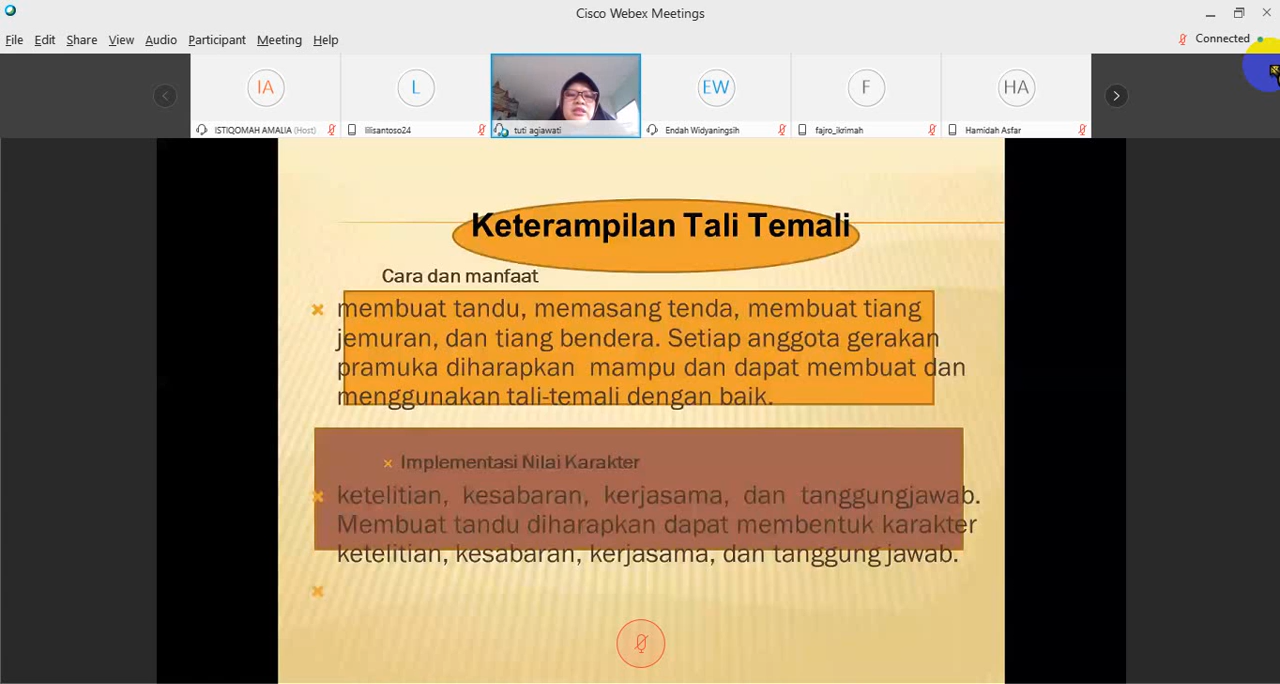 Cisco Webex Meetings
File Edit Share View Audio Participant Meeting Help
Connected
IA
L
EW
F
HA
ISTIQOMAH AMALIA (Host)
lilisantoso24
tuti agiawati
Endah Widyaningsih
fajro_ikrimah
Hamidah Asfar
Keterampilan Tali Temali
Cara dan manfaat
membuat tandu, memasang tenda, membuat tiang
jemuran, dan tiang bendera. Setiap anggota gerakan
pramuka diharapkan mampu dan dapat membuat dan
menggunakan tali-temali dengan baik.
Implementasi Nilai Karakter
ketelitian, kesabaran, kerjasama, dan tanggungjawab.
Membuat tandu diharapkan dapat membentuk karakter
ketelitian, kesabaran, kerjasama, dan tanggung jawab.